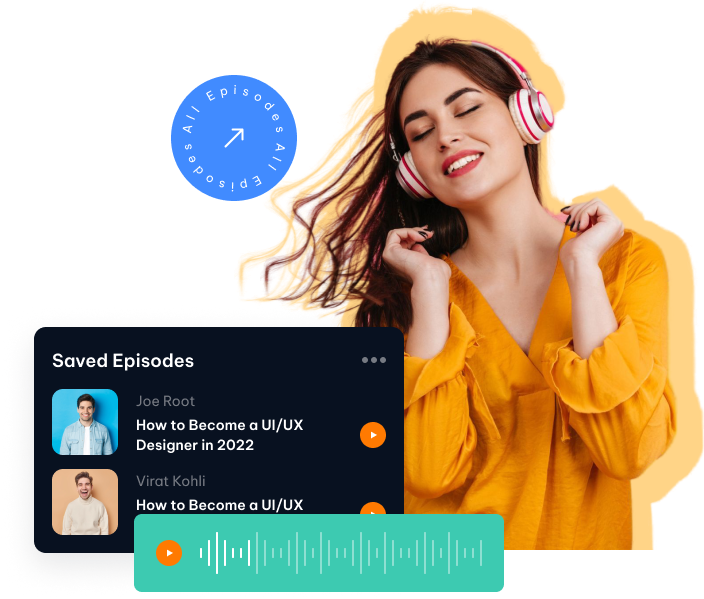 All Episodes All Episodes
Saved Episodes
Joe Root
How to Become a UI/UX
Designer in 2022
Virat Kohli
How to Become a UI/UX